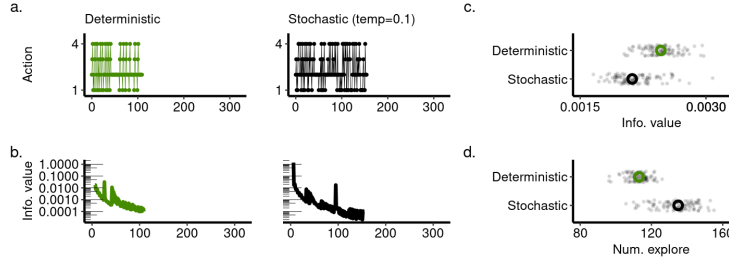 a.
Deterministic
Stochastic (temp=0.1)
Action
4
1
0 100 200 300
0 100 200 300
b.
Info. value
1.0000
0.1000
0.0100
0.0010
0.0001
0 100 200 300
0 100 200 300
c.
Deterministic
Stochastic
0.0015 0.0030
Info. value
d.
Deterministic
Stochastic
80 120 160
Num. explore